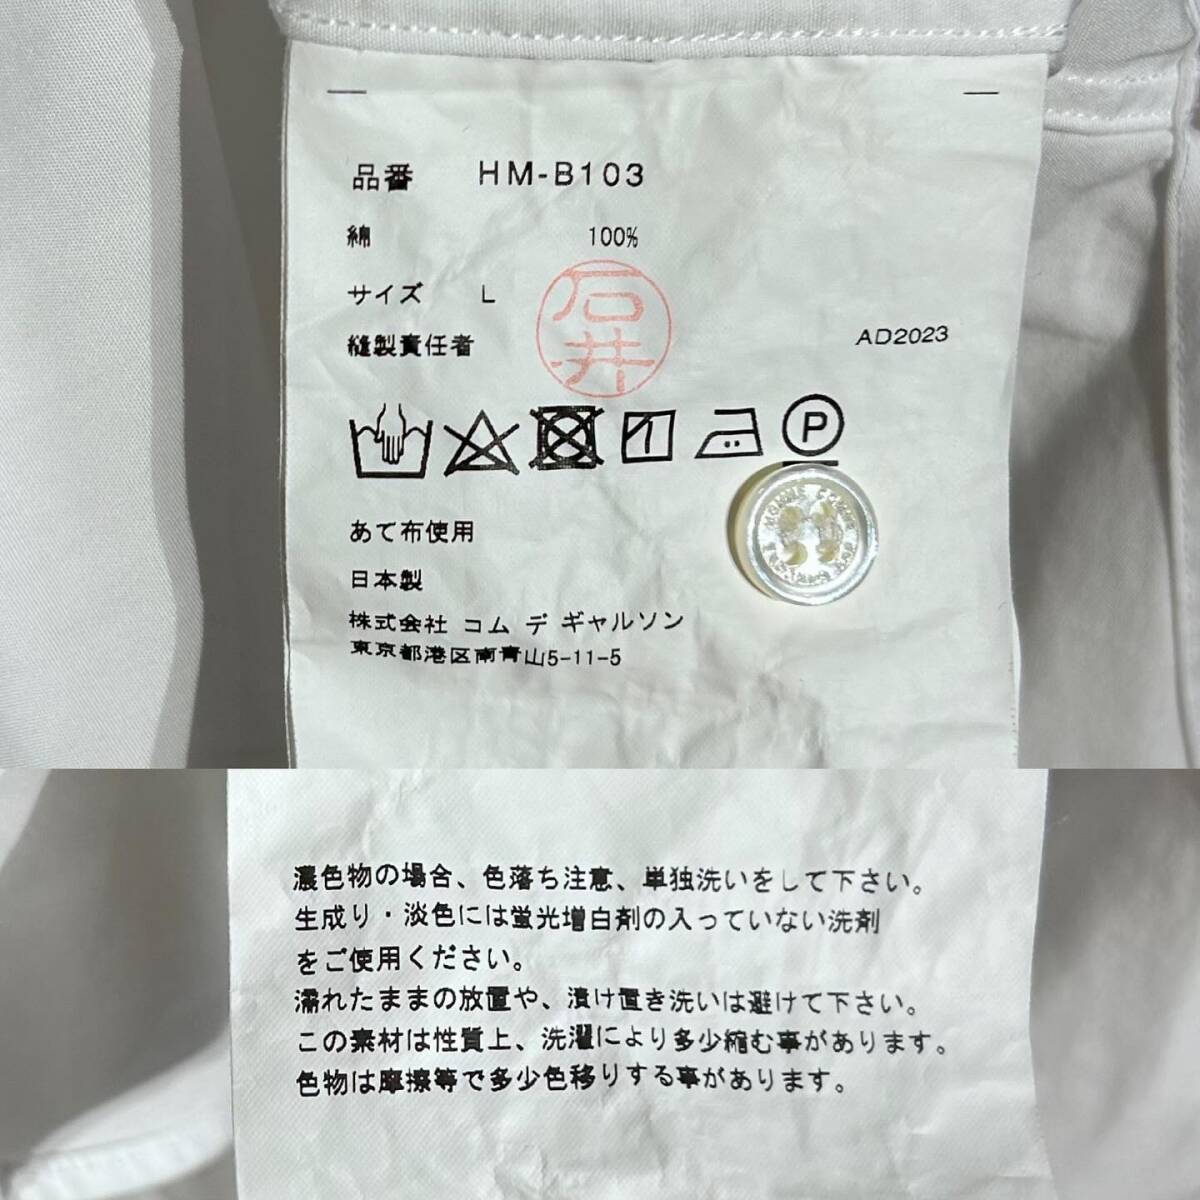 品番 HM-B103
綿 100%
サイズ L
石井
縫製責任者
AD2023
P
あて布使用
日本製
株式会社 コム デ ギャルソン
東京都港区南青山5-11-5
濃色物の場合、色落ち注意、単独洗いをして下さい。
生成り・淡色には蛍光増白剤の入っていない洗剤
をご使用ください。
濡れたままの放置や、漬け置き洗いは避けて下さい。
この素材は性質上、洗濯により多少縮む事があります。
色物は摩擦等で多少色移りする事があります。